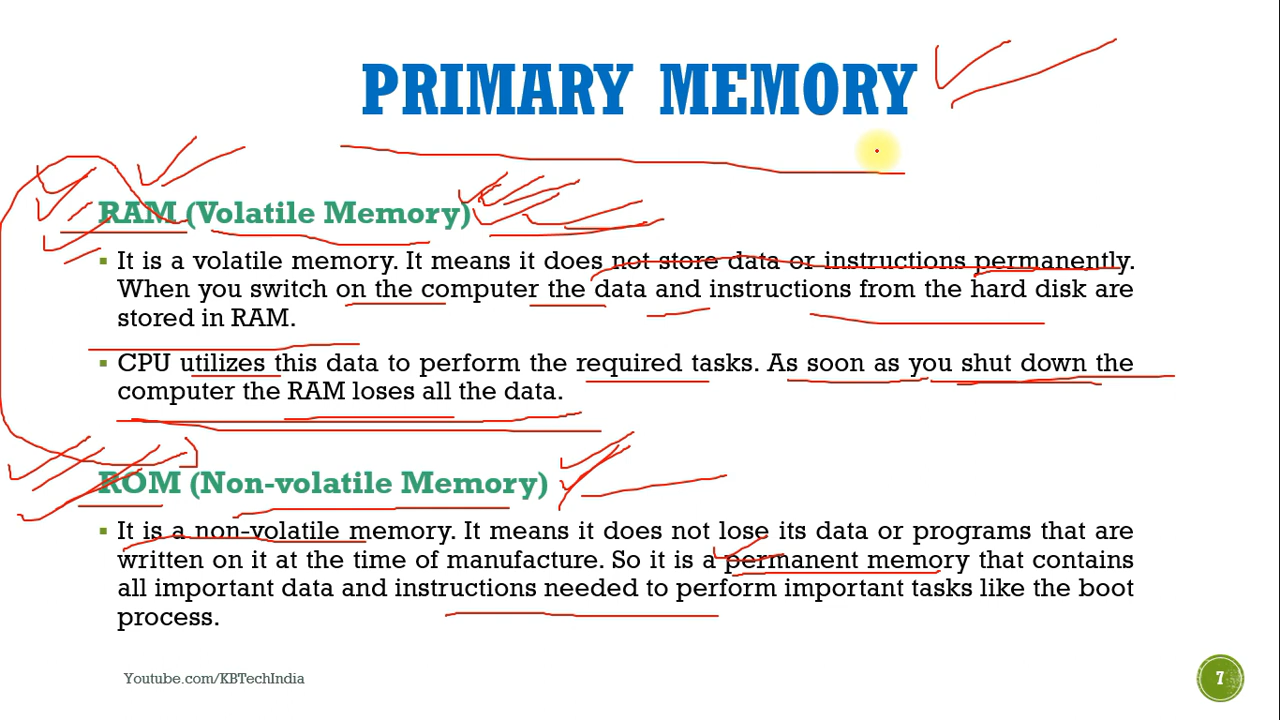 PRIMARY MEMORY
RAM (Volatile Memory)
▪ It is a volatile memory. It means it does not store data or instructions permanently.
When you switch on the computer the data and instructions from the hard disk are
stored in RAM.
▪ CPU utilizes this data to perform the required tasks. As soon as you shut down the
computer the RAM loses all the data.
ROM (Non-volatile Memory)
▪ It is a non-volatile memory. It means it does not lose its data or programs that are
written on it at the time of manufacture. So it is a permanent memory that contains
all important data and instructions needed to perform important tasks like the boot
process.
Youtube.com/KBTechIndia
7